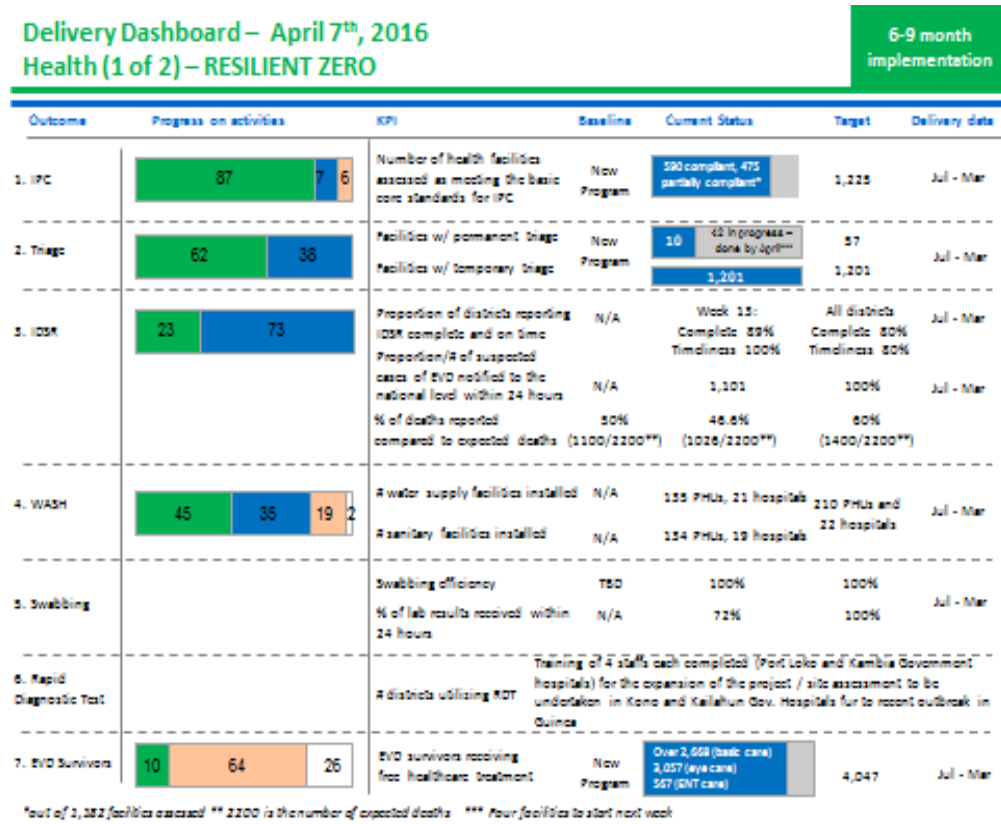 Delivery Dashboard – April 7th, 2016
Health (1 of 2) – RESILIENT ZERO
6-9 month
implementation
Outcome Progress on activities KPI Baseline Current Status Target Delivery date
1. IPC
87 7 6
Number of health facilities
assessed as meeting the basic
core standards for IPC
New
Program
590 compliant, 475
partially compliant*
1,225
Jul - Mar
2. Triage
62 38
Facilities w/ permanent triage
Facilities w/ temporary triage
New
Program
10
42 in progress –
done by April***
1,201
57
1,201
Jul - Mar
3. IDSR
23 73
Proportion of districts reporting
IDSR complete and on time
N/A
Week 13:
Complete 89%
Timeliness 100%
All districts
Complete 80%
Timeliness 80%
Jul - Mar
Proportion/# of suspected
cases of EVD notified to the
national level within 24 hours
N/A
1,101
100%
Jul - Mar
% of deaths reported
compared to expected deaths
50%
(1100/2200**)
46.6%
(1026/2200**)
60%
(1400/2200**)
4. WASH
45 35 19 2
# water supply facilities installed
N/A
135 PHUs, 21 hospitals
# sanitary facilities installed
N/A
134 PHUs, 19 hospitals
210 PHUs and
22 hospitals
Jul - Mar
5. Swabbing
Swabbing efficiency
TBD
100%
100%
% of lab results received within
24 hours
N/A
72%
100%
Jul - Mar
6. Rapid
Diagnostic Test
# districts utilizing RDT
Training of 4 staffs each completed (Port Loko and Kambia Government
hospitals) for the expansion of the project / site assessment to be
undertaken in Kono and Kailahun Gov. Hospitals fur to recent outbreak in
Guinea
7. EVD Survivors
10 64 26
EVD survivors receiving
free healthcare treatment
New
Program
Over 2,668 (basic care)
3,057 (eye care)
567 (ENT care)
4,047
Jul - Mar
*out of 1,182 facilities assessed ** 2200 is the number of expected deaths *** Four facilities to start next week